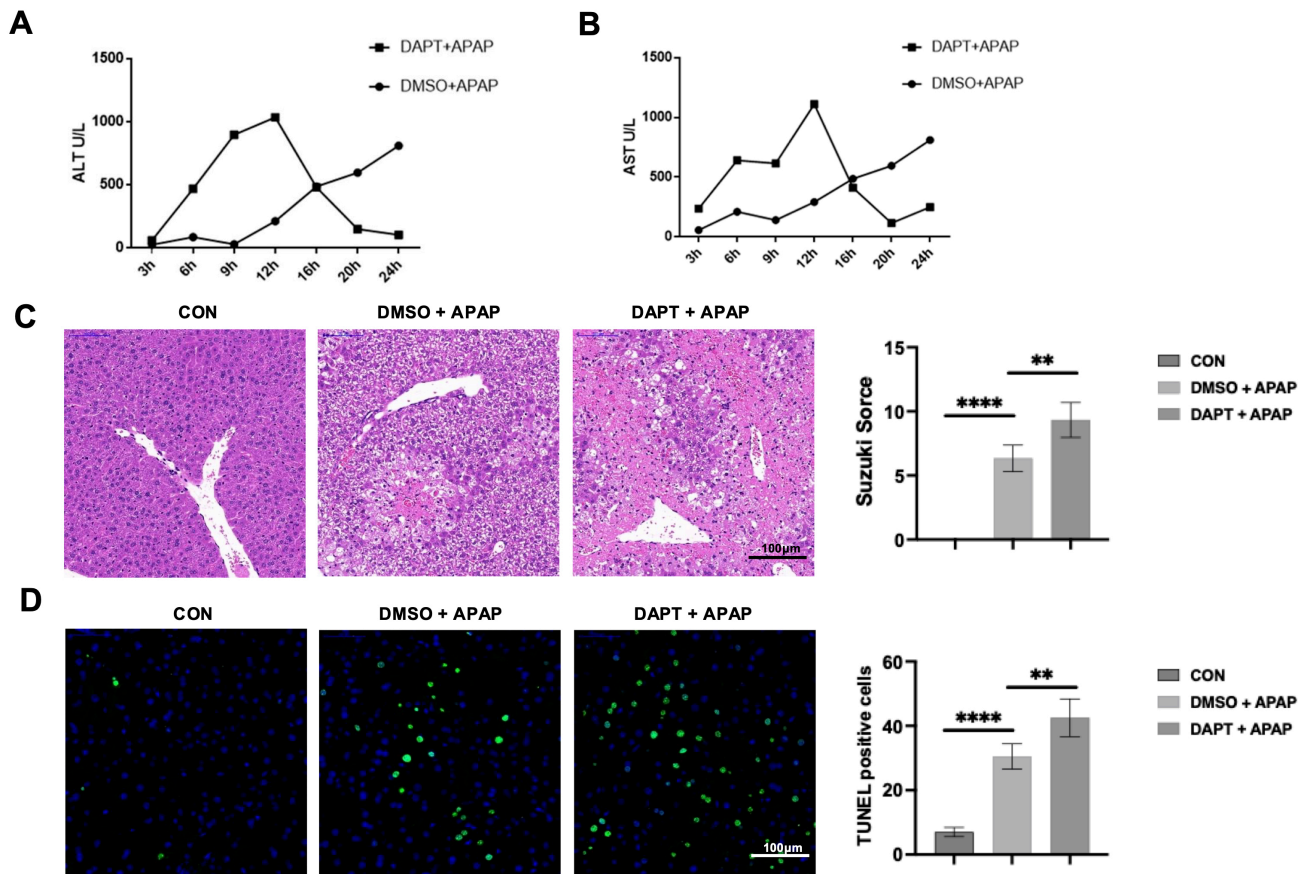 A
DAPT+APAP
DMSO+APAP
1500
1000
500
0
ALT U/L
3h 6h 9h 12h 16h 20h 24h
B
DAPT+APAP
DMSO+APAP
1500
1000
500
0
AST U/L
3h 6h 9h 12h 16h 20h 24h
C
CON DMSO + APAP DAPT + APAP
100μm
15
10
5
0
Suzuki Sorce
****
**
CON
DMSO + APAP
DAPT + APAP
D
CON DMSO + APAP DAPT + APAP
100μm
60
40
20
0
TUNEL positive cells
****
**
CON
DMSO + APAP
DAPT + APAP